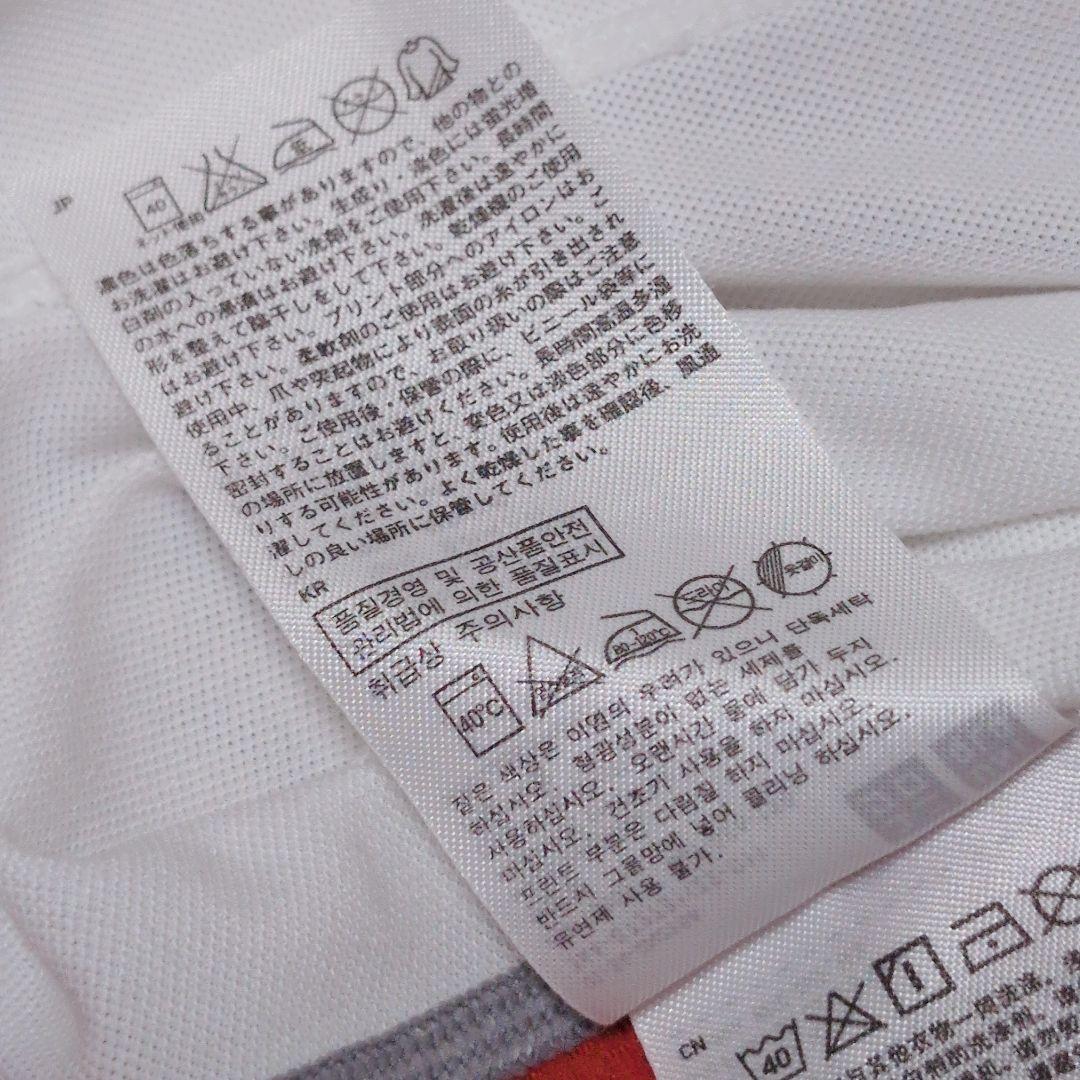 JP
40
ネット使用
エンソサラシ
中
ドライ
濃色は色落ちする事がありますので、他の物との
お洗濯はお避け下さい。生成り・淡色には蛍光増
白剤の入っていない洗剤をご使用下さい。長時間
の水への浸漬はお避け下さい。洗濯後は速やかに
形を整えて陰干しをして下さい。乾燥機のご使用
はお避け下さい。プリント部分へのアイロンはお
避け下さい。柔軟剤のご使用はお避け下さい。ご
使用中、爪や突起物により表面の糸が引き出され
ることがありますので、お取り扱いの際はご注意
下さい。ご使用後・保管の際に、ビニール袋等に
密封することはお避けください。長時間高温多湿
の場所に放置しますと、変色又は淡色部分に色移
りする可能性があります。使用後は速やかにお洗
濯してください。よく乾燥した事を確認後、風通
しの良い場所に保管してください。
KR
품질경영 및 공산품안전
관리법에 의한 품질표시
취급상 주의사항
40℃
80-120℃
드라이
옷걸이
짙은 색상은 이염의 우려가 있으니 단독세탁
하십시오. 형광성분이 없는 세제를
사용하십시오. 오랜시간 물에 담가 두지
마십시오. 건조기 사용을 하지 마십시오.
프린트 부분은 다림질 하지 마십시오.
반드시 그물망에 넣어 클리닝 하십시오.
유연제 사용 불가.
CN
40